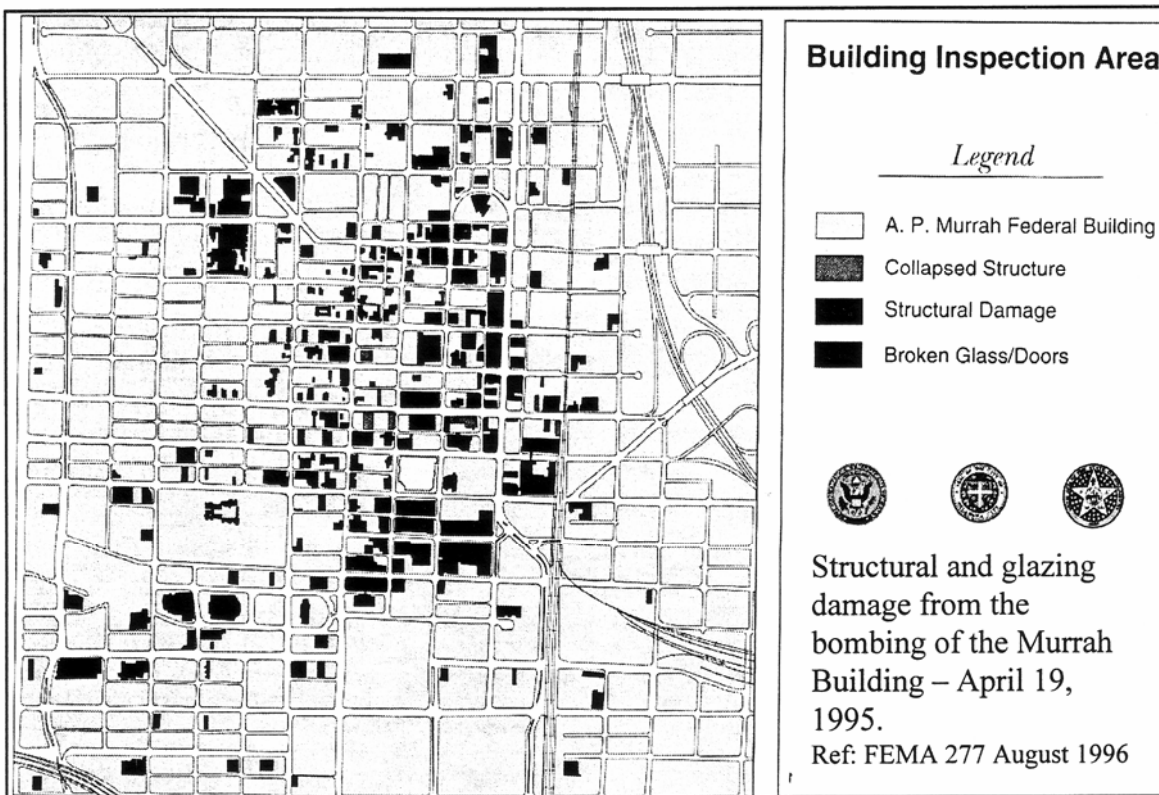 Building Inspection Area
Legend
A. P. Murrah Federal Building
Collapsed Structure
Structural Damage
Broken Glass/Doors
Structural and glazing
damage from the
bombing of the Murrah
Building – April 19,
1995.
Ref: FEMA 277 August 1996